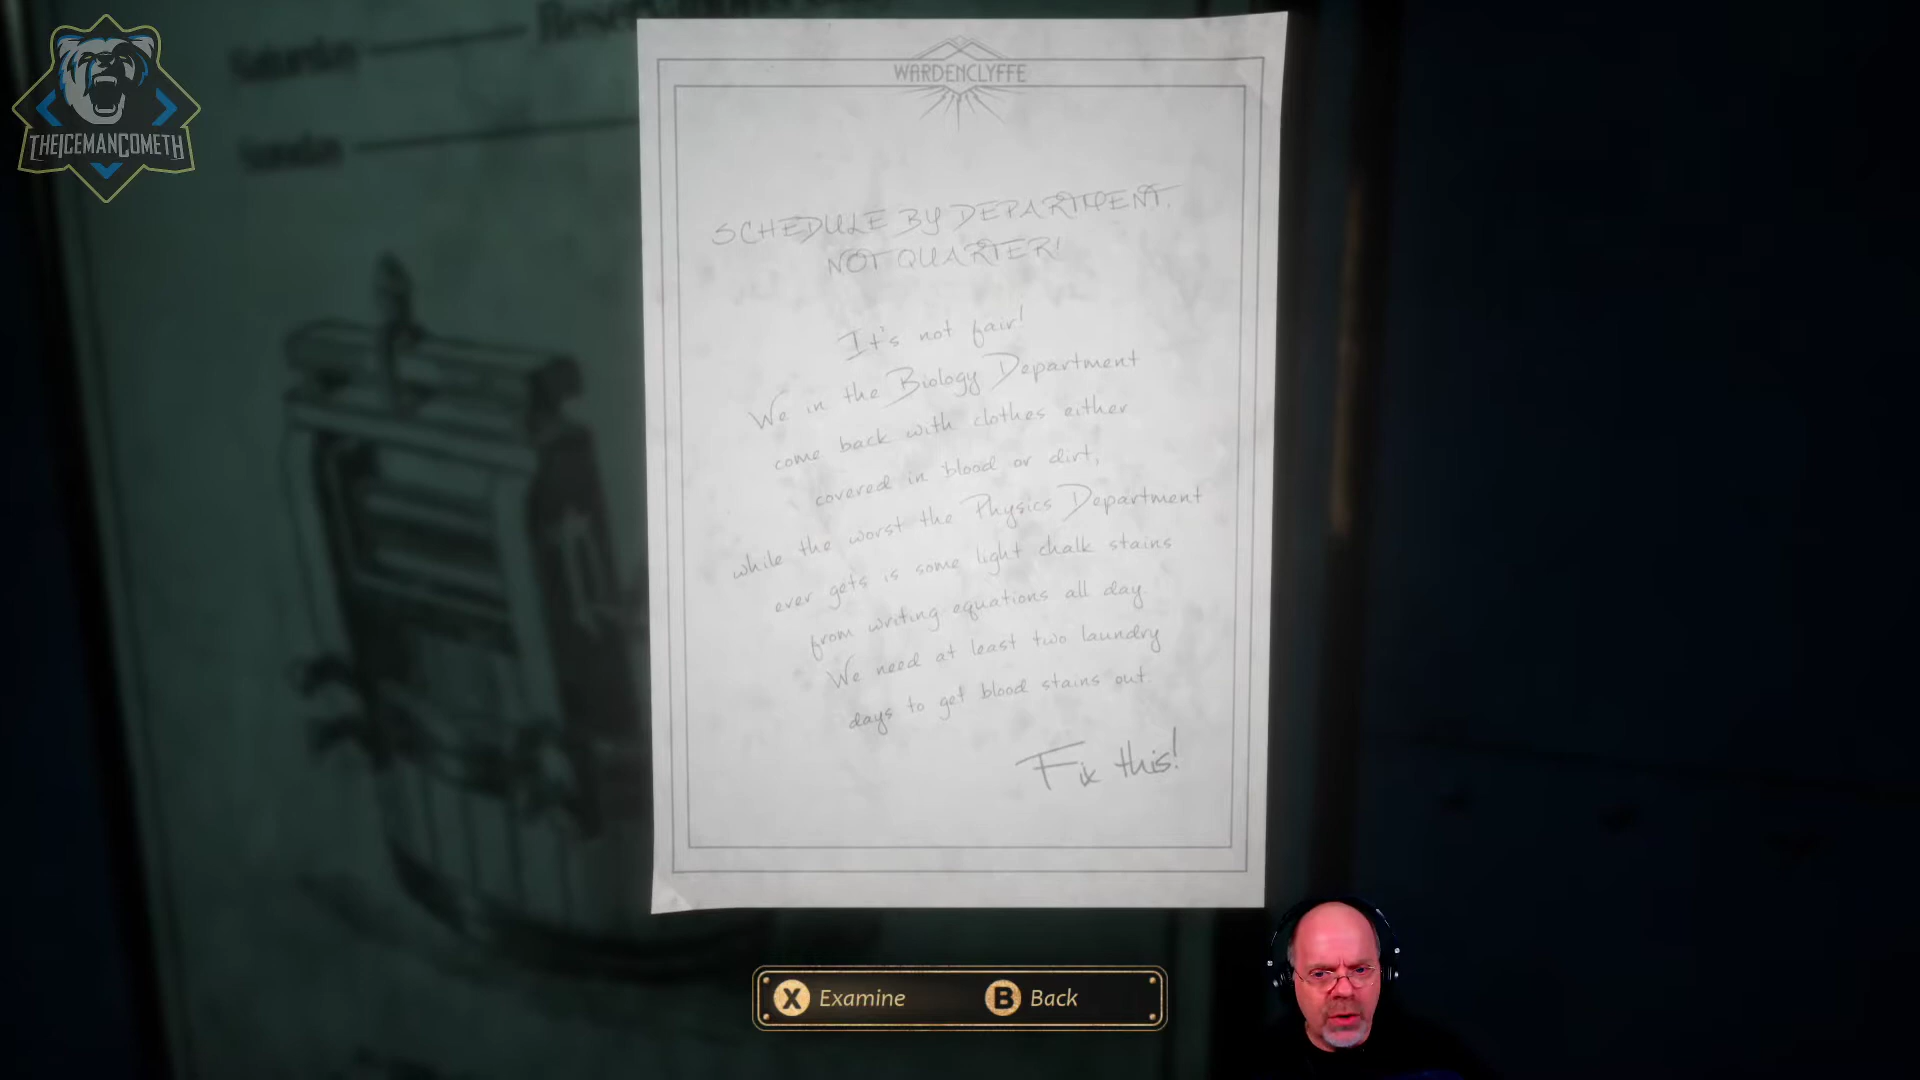 THEICEMANCOMETH
Saturday
Sunday
WARDENCLYFFE
SCHEDULE BY DEPARTMENT,
NOT QUARTER!
It's not fair!
We in the Biology Department
come back with clothes either
covered in blood or dirt,
while the worst the Physics Department
ever gets is some light chalk stains
from writing equations all day.
We need at least two laundry
days to get blood stains out.
Fix this!
X Examine
B Back